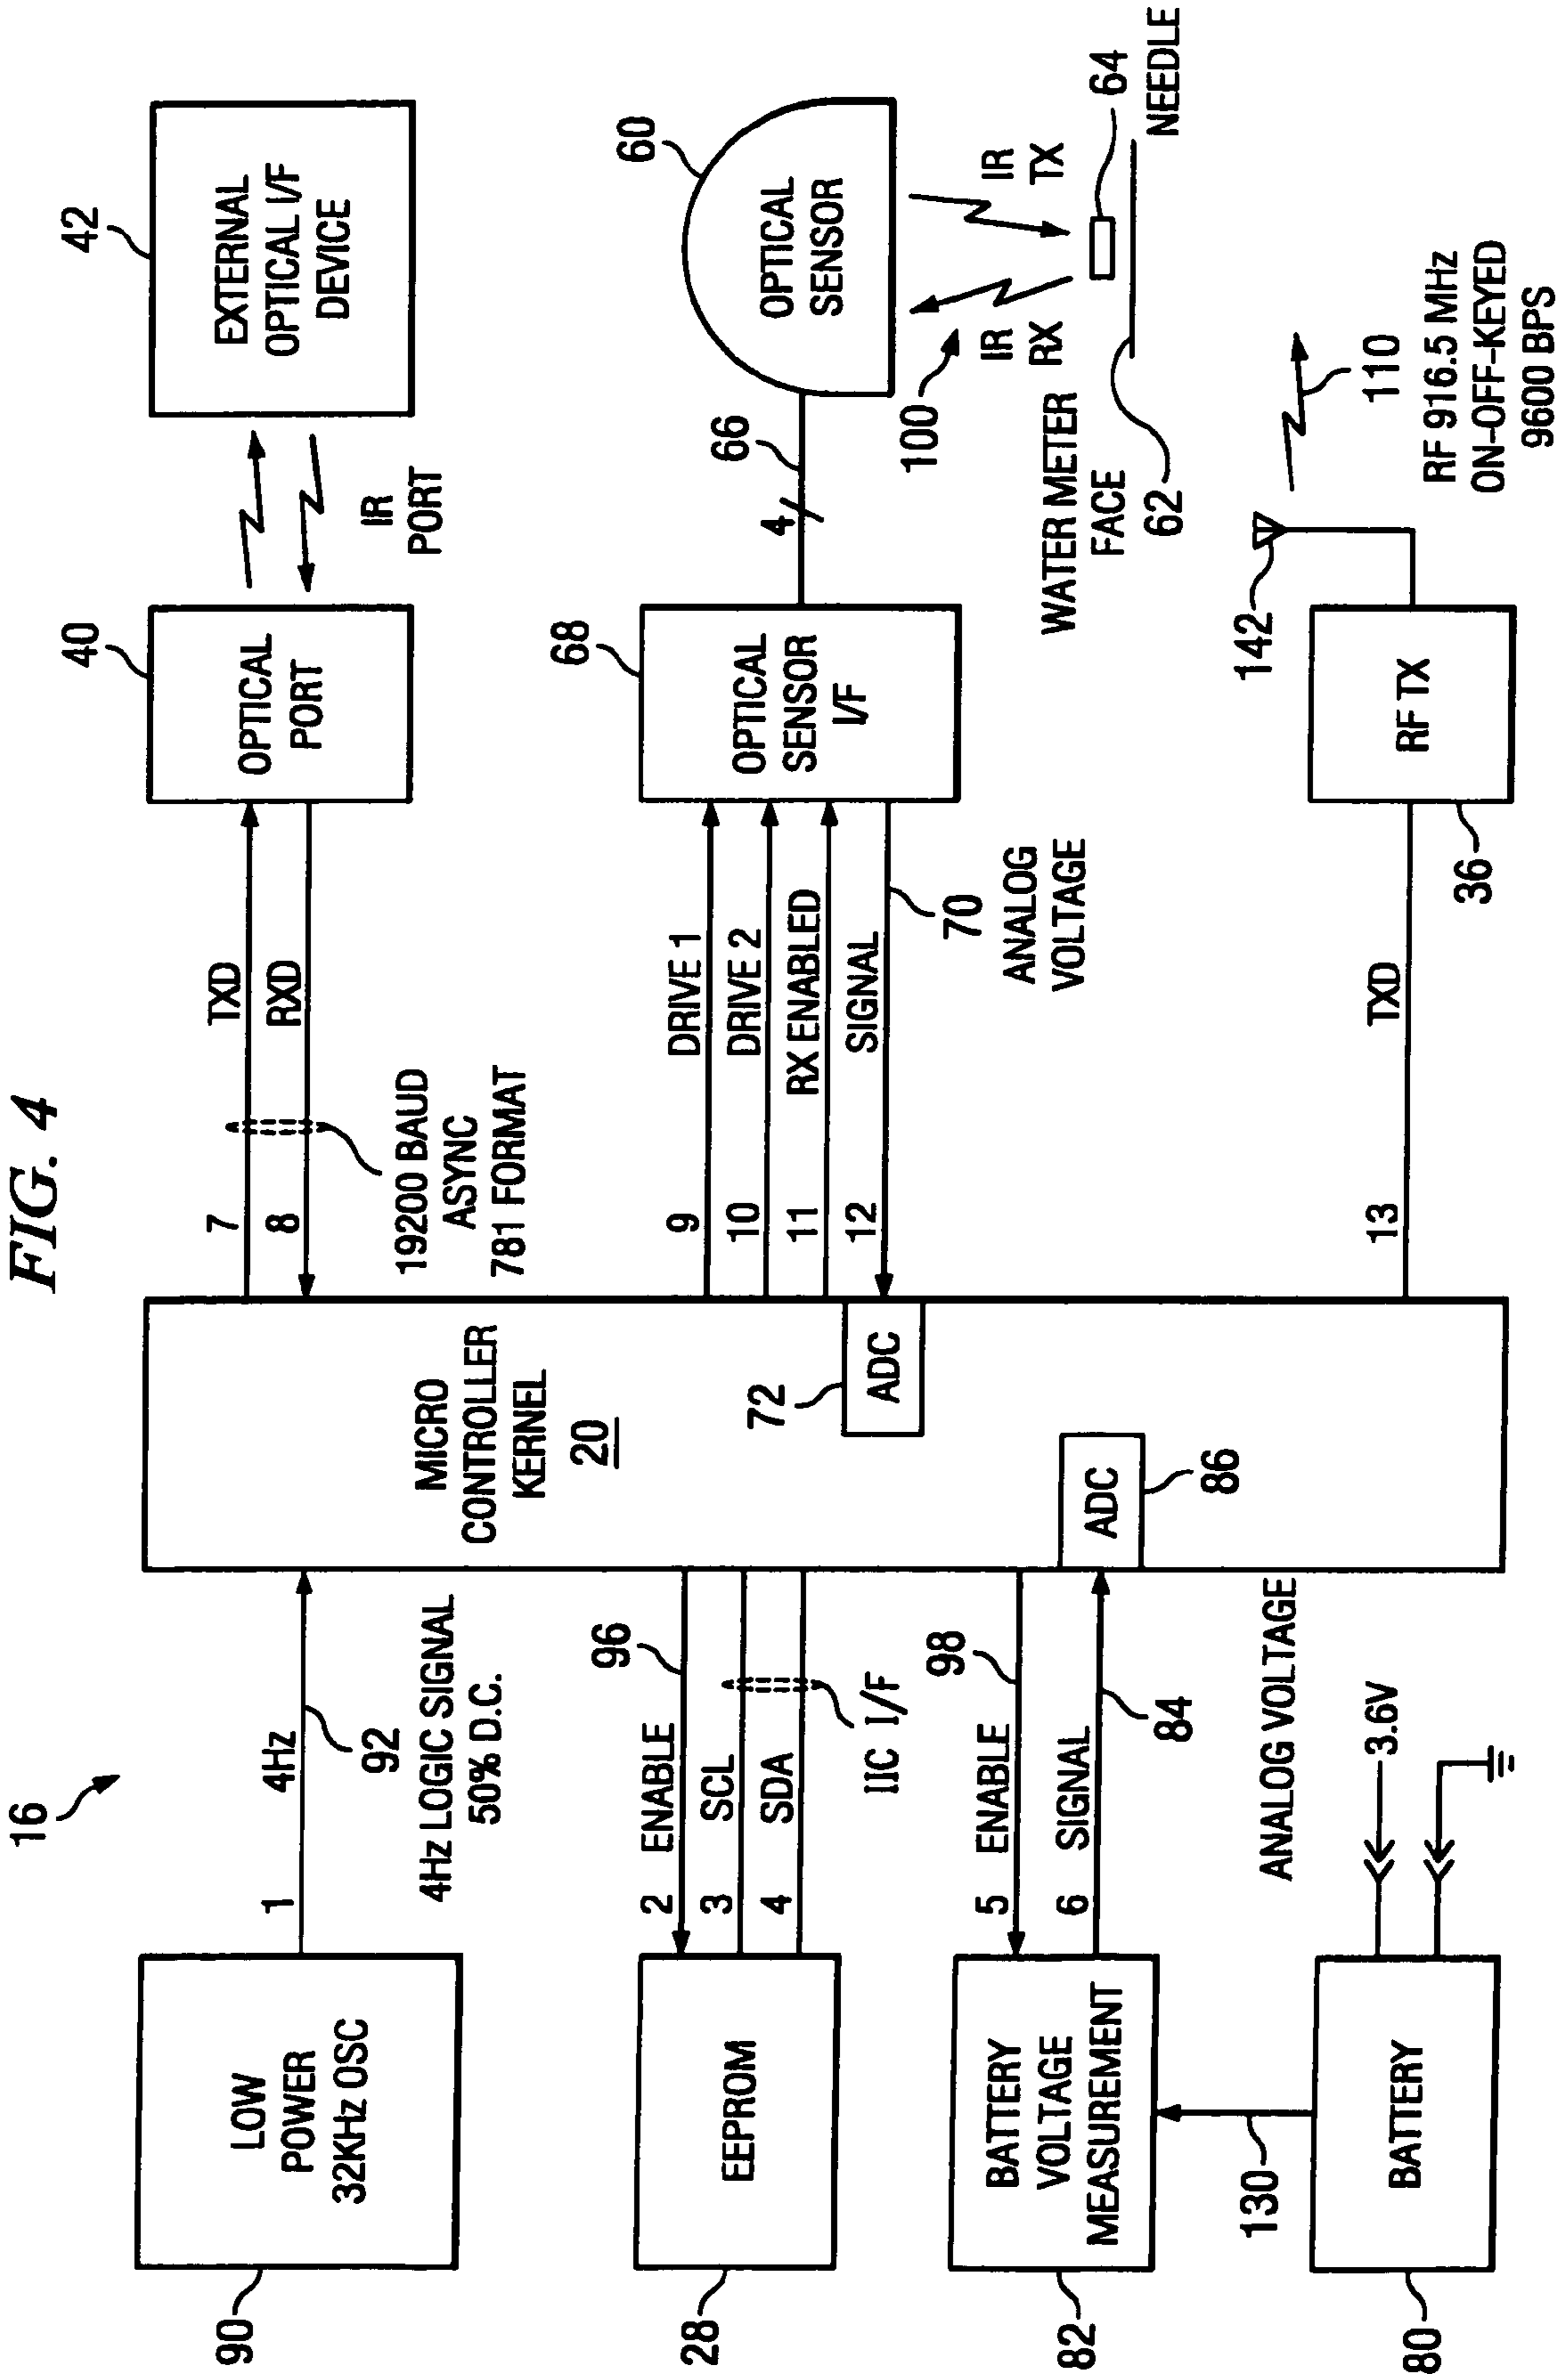 FIG. 4
16
90
LOW
POWER
32KHz OSC
1
4Hz
92
4Hz LOGIC SIGNAL
50% D.C.
28
EEPROM
2
ENABLE
96
3
SCL
4
SDA
IIC I/F
82
BATTERY
VOLTAGE
MEASUREMENT
5
ENABLE
98
6
SIGNAL
84
ANALOG VOLTAGE
130
80
BATTERY
3.6V
MICRO
CONTROLLER
KERNEL
20
72
ADC
ADC
86
7
TXD
8
RXD
19200 BAUD
ASYNC
781 FORMAT
40
OPTICAL
PORT
IR
PORT
42
EXTERNAL
OPTICAL I/F
DEVICE
9
DRIVE 1
10
DRIVE 2
11
RX ENABLED
12
SIGNAL
70
ANALOG
VOLTAGE
68
OPTICAL
SENSOR
I/F
4
66
60
OPTICAL
SENSOR
100
IR
RX
IR
TX
64
NEEDLE
WATER METER
FACE
62
13
TXD
36
RF TX
142
110
RF 916.5 MHz
ON-OFF-KEYED
9600 BPS